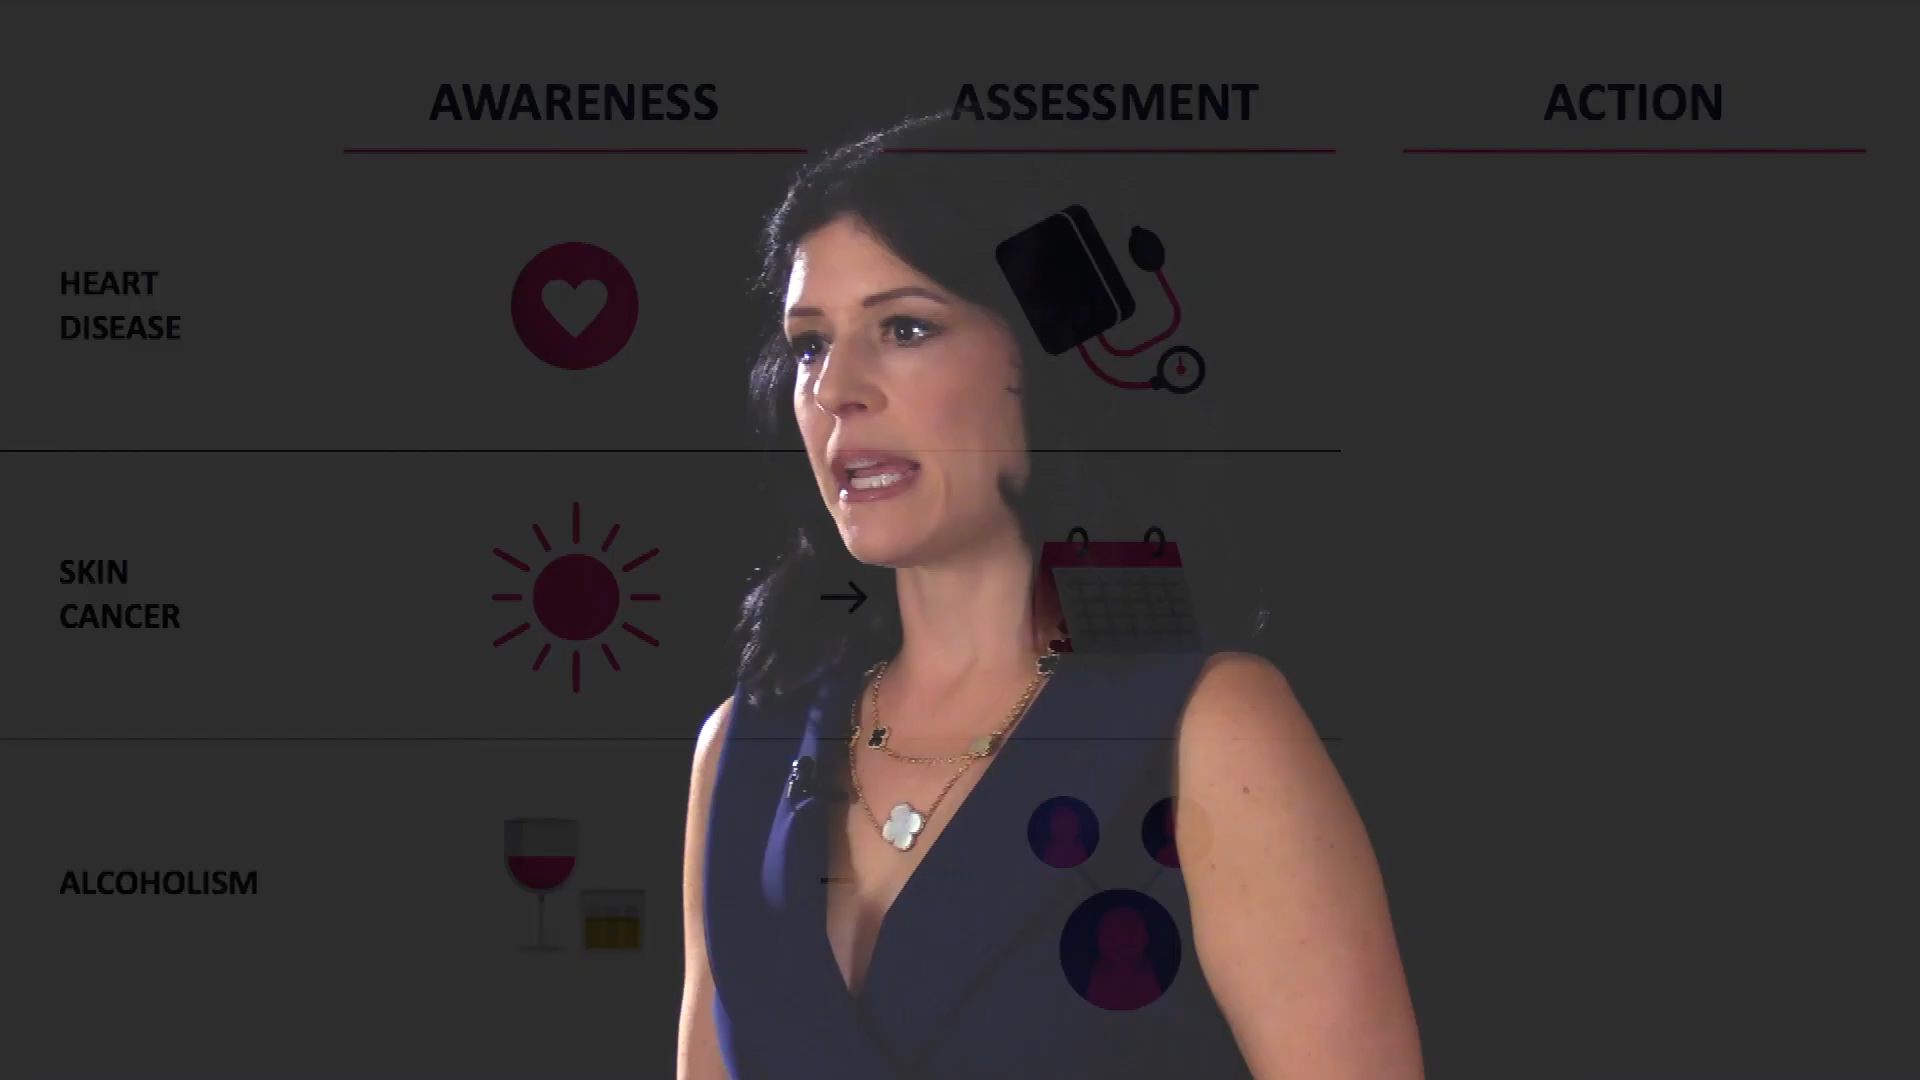 AWARENESS
ASSESSMENT
ACTION
HEART
DISEASE
SKIN
CANCER
ALCOHOLISM